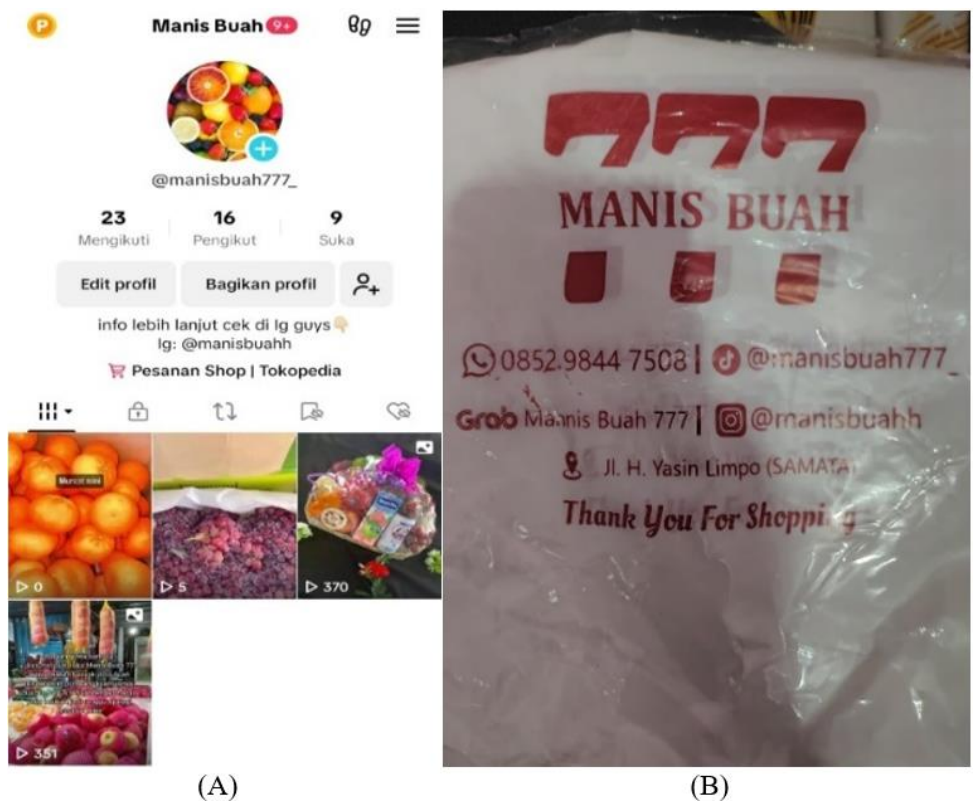 Manis Buah 9+
@manisbuah777_
23 16 9
Mengikuti Pengikut Suka
Edit profil Bagikan profil
info lebih lanjut cek di Ig guys
Ig: @manisbuahh
Pesanan Shop | Tokopedia
0 5 370
351
(A)
777
MANIS BUAH
0852 9844 7508 | @manisbuah777_
Grab Mannis Buah 777 | @manisbuahh
Jl. H. Yasin Limpo (SAMATA)
Thank You For Shopping
(B)